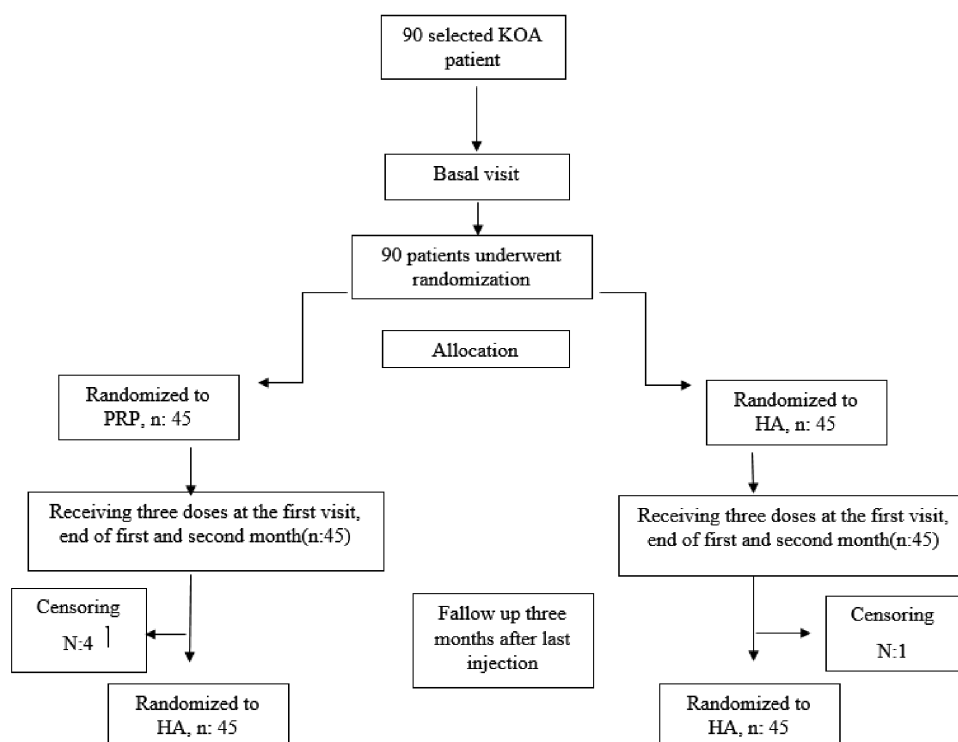 90 selected KOA
patient
Basal visit
90 patients underwent
randomization
Allocation
Randomized to
PRP, n: 45
Randomized to
HA, n: 45
Receiving three doses at the first visit,
end of first and second month(n:45)
Receiving three doses at the first visit,
end of first and second month(n:45)
Censoring
N:4
Fallow up three
months after last
injection
Censoring
N:1
Randomized to
HA, n: 45
Randomized to
HA, n: 45